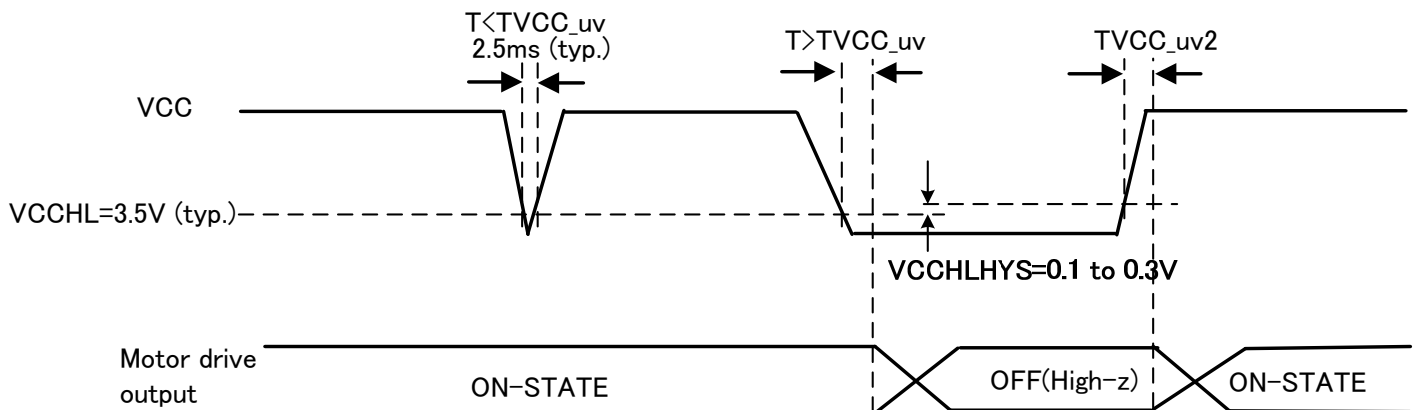 T<TVCC_uv
2.5ms (typ.)
T>TVCC_uv
TVCC_uv2
VCC
VCCHL=3.5V (typ.)
VCCHLHYS=0.1 to 0.3V
Motor drive
output
ON-STATE
OFF(High-z)
ON-STATE